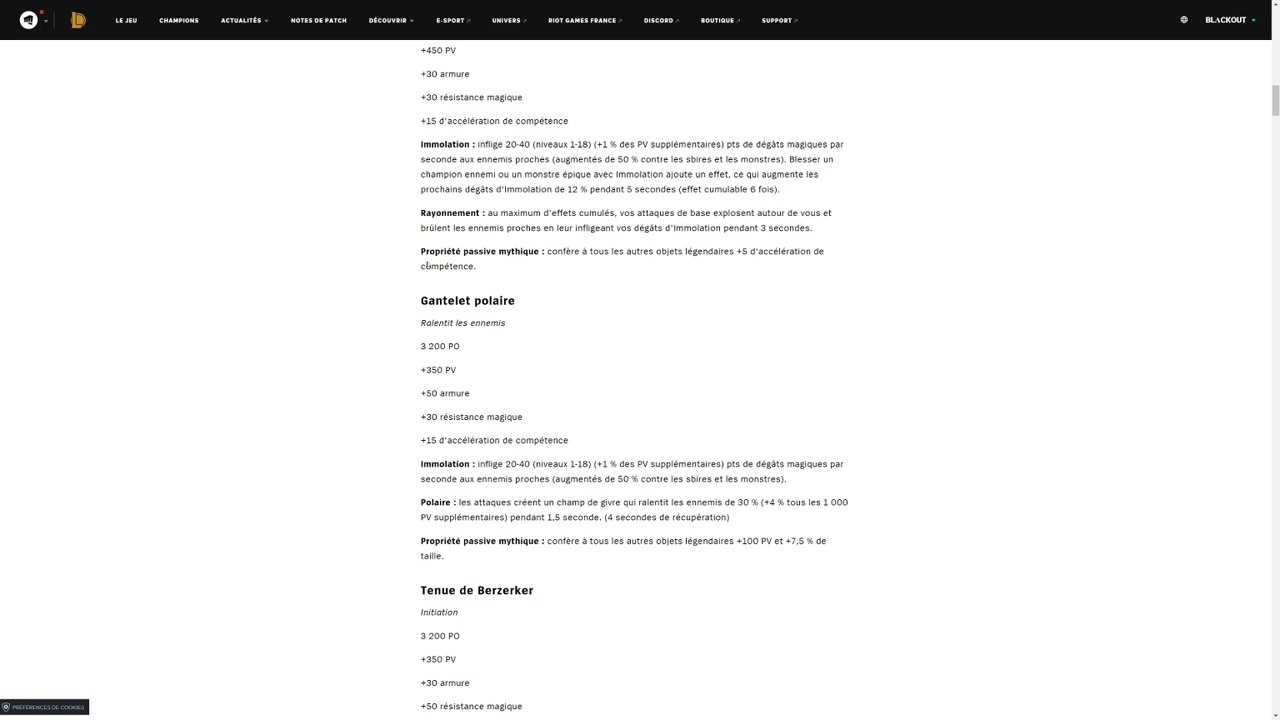 LE JEU CHAMPIONS ACTUALITÉS NOTES DE PATCH DÉCOUVRIR E-SPORT UNIVERS RIOT GAMES FRANCE DISCORD BOUTIQUE SUPPORT BLACKOUT
+450 PV
+30 armure
+30 résistance magique
+15 d'accélération de compétence
Immolation : inflige 20-40 (niveaux 1-18) (+1 % des PV supplémentaires) pts de dégâts magiques par
seconde aux ennemis proches (augmentés de 50 % contre les sbires et les monstres). Blesser un
champion ennemi ou un monstre épique avec Immolation ajoute un effet, ce qui augmente les
prochains dégâts d'Immolation de 12 % pendant 5 secondes (effet cumulable 6 fois).
Rayonnement : au maximum d'effets cumulés, vos attaques de base explosent autour de vous et
brûlent les ennemis proches en leur infligeant vos dégâts d'Immolation pendant 3 secondes.
Propriété passive mythique : confère à tous les autres objets légendaires +5 d'accélération de
compétence.
Gantelet polaire
Ralentit les ennemis
3 200 PO
+350 PV
+50 armure
+30 résistance magique
+15 d'accélération de compétence
Immolation : inflige 20-40 (niveaux 1-18) (+1 % des PV supplémentaires) pts de dégâts magiques par
seconde aux ennemis proches (augmentés de 50 % contre les sbires et les monstres).
Polaire : les attaques créent un champ de givre qui ralentit les ennemis de 30 % (+4 % tous les 1 000
PV supplémentaires) pendant 1,5 seconde. (4 secondes de récupération)
Propriété passive mythique : confère à tous les autres objets légendaires +100 PV et +7,5 % de
taille.
Tenue de Berzerker
Initiation
3 200 PO
+350 PV
+30 armure
+50 résistance magique
PRÉFÉRENCES DE COOKIES